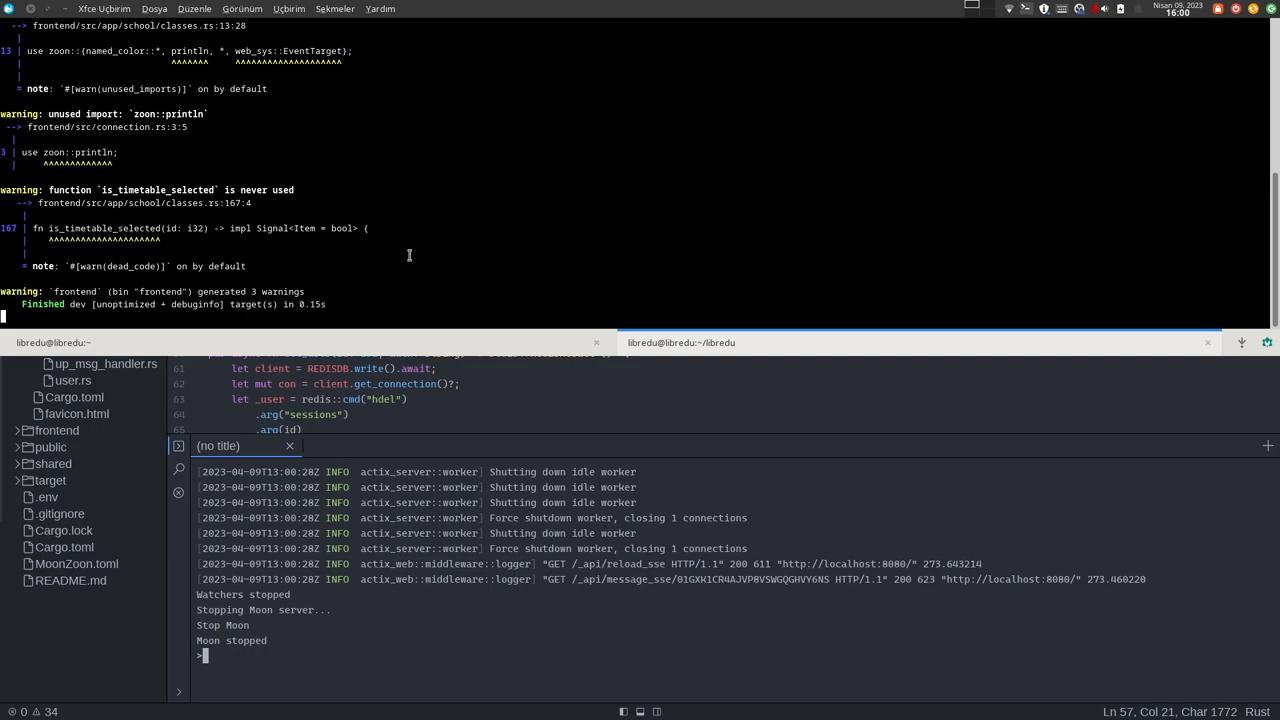 Xfce Uçbirim Dosya Düzenle Görünüm Uçbirim Sekmeler Yardım
Nisan 09, 2023
16:00
--> frontend/src/app/school/classes.rs:13:28
|
13 | use zoon::{named_color::*, println, *, web_sys::EventTarget};
| ^^^^^^^ ^^^^^^^^^^^^^^^^^^^^
|
= note: `#[warn(unused_imports)]` on by default
warning: unused import: `zoon::println`
--> frontend/src/connection.rs:3:5
|
3 | use zoon::println;
| ^^^^^^^^^^^^^
warning: function `is_timetable_selected` is never used
--> frontend/src/app/school/classes.rs:167:4
|
167 | fn is_timetable_selected(id: i32) -> impl Signal<Item = bool> {
| ^^^^^^^^^^^^^^^^^^^^^
|
= note: `#[warn(dead_code)]` on by default
warning: `frontend` (bin "frontend") generated 3 warnings
Finished dev [unoptimized + debuginfo] target(s) in 0.15s
libredu@libredu:~
libredu@libredu:~/libredu
up_msg_handler.rs
user.rs
Cargo.toml
favicon.html
frontend
public
shared
target
.env
.gitignore
Cargo.lock
Cargo.toml
MoonZoon.toml
README.md
61 let client = REDISDB.write().await;
62 let mut con = client.get_connection()?;
63 let _user = redis::cmd("hdel")
64 .arg("sessions")
65 .arg(id)
(no title)
[2023-04-09T13:00:28Z INFO actix_server::worker] Shutting down idle worker
[2023-04-09T13:00:28Z INFO actix_server::worker] Shutting down idle worker
[2023-04-09T13:00:28Z INFO actix_server::worker] Shutting down idle worker
[2023-04-09T13:00:28Z INFO actix_server::worker] Force shutdown worker, closing 1 connections
[2023-04-09T13:00:28Z INFO actix_server::worker] Shutting down idle worker
[2023-04-09T13:00:28Z INFO actix_server::worker] Force shutdown worker, closing 1 connections
[2023-04-09T13:00:28Z INFO actix_web::middleware::logger] "GET /_api/reload_sse HTTP/1.1" 200 611 "http://localhost:8080/" 273.643214
[2023-04-09T13:00:28Z INFO actix_web::middleware::logger] "GET /_api/message_sse/01GXK1CR4AJVP8VSWGQGHVY6NS HTTP/1.1" 200 623 "http://localhost:8080/" 273.460220
Watchers stopped
Stopping Moon server...
Stop Moon
Moon stopped
>
0 34
Ln 57, Col 21, Char 1772 Rust